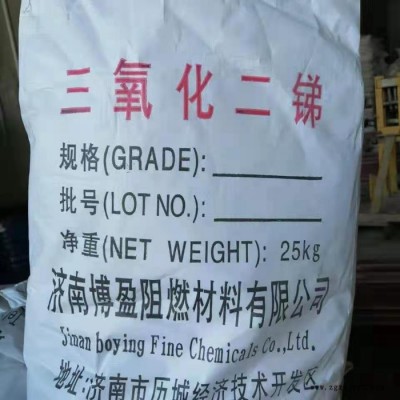 三氧化二锑
规格(GRADE):
批号(LOT NO.):
净重(NET WEIGHT): 25kg
济南博盈阻燃材料有限公司
Jinan boying Fine Chemicals Co.,Ltd.
地址:济南市历城经济技术开发区